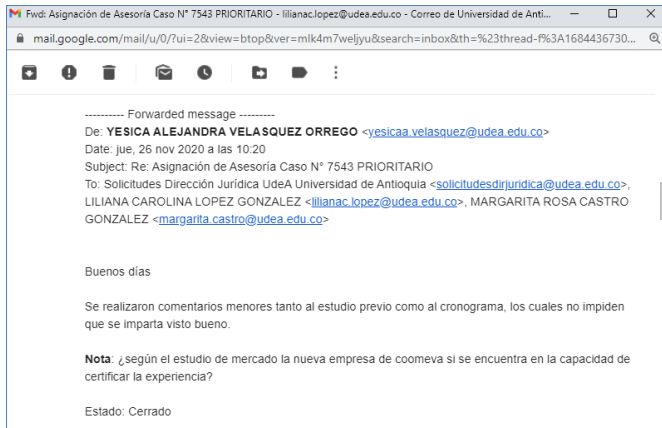 Fwd: Asignación de Asesoría Caso N° 7543 PRIORITARIO - lilianac.lopez@udea.edu.co - Correo de Universidad de Anti...
mail.google.com/mail/u/0/?ui=2&view=btop&ver=mlk4m7weljyu&search=inbox&th=%23thread-f%3A1684436730...
---------- Forwarded message ---------
De: YESICA ALEJANDRA VELASQUEZ ORREGO <yesicaa.velasquez@udea.edu.co>
Date: jue, 26 nov 2020 a las 10:20
Subject: Re: Asignación de Asesoría Caso N° 7543 PRIORITARIO
To: Solicitudes Dirección Jurídica UdeA Universidad de Antioquia <solicitudesdirjuridica@udea.edu.co>,
LILIANA CAROLINA LOPEZ GONZALEZ <lilianac.lopez@udea.edu.co>, MARGARITA ROSA CASTRO
GONZALEZ <margarita.castro@udea.edu.co>
Buenos días
Se realizaron comentarios menores tanto al estudio previo como al cronograma, los cuales no impiden
que se imparta visto bueno.
Nota: ¿según el estudio de mercado la nueva empresa de coomeva si se encuentra en la capacidad de
certificar la experiencia?
Estado: Cerrado